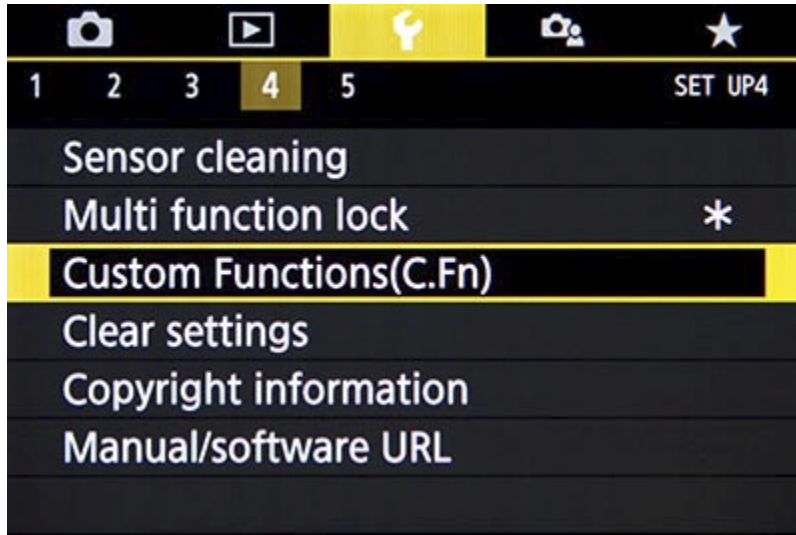 1 2 3 4 5 SET UP4
Sensor cleaning
Multi function lock *
Custom Functions(C.Fn)
Clear settings
Copyright information
Manual/software URL